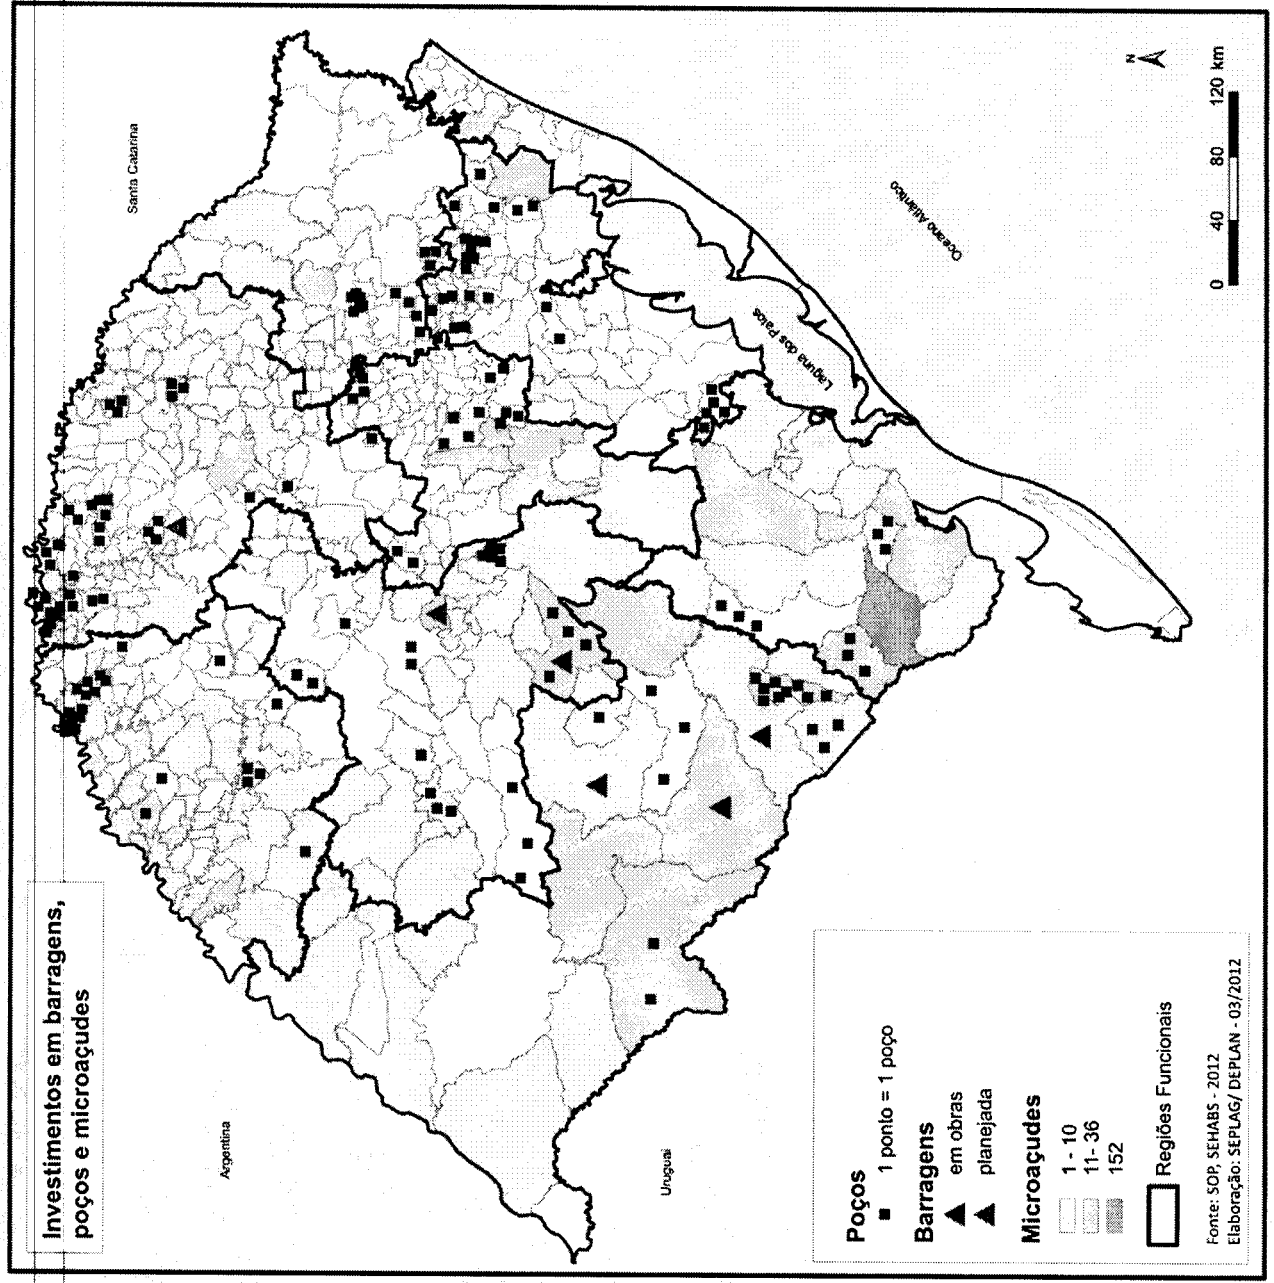 Investimentos em barragens,
poços e microaçudes
Santa Catarina
Argentina
Uruguai
Laguna dos Patos
Oceano Atlântico
N
0 40 80 120 km
Poços
1 ponto = 1 poço
Barragens
em obras
planejada
Microaçudes
1 - 10
11- 36
152
Regiões Funcionais
Fonte: SOP, SEHABS - 2012
Elaboração: SEPLAG/ DEPLAN - 03/2012